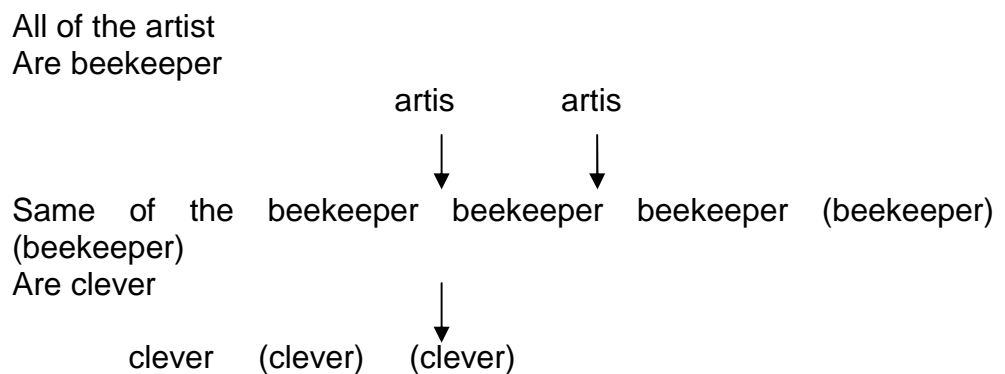 All of the artist
Are beekeeper
artis artis
Same of the beekeeper beekeeper beekeeper (beekeeper)
(beekeeper)
Are clever
clever (clever) (clever)